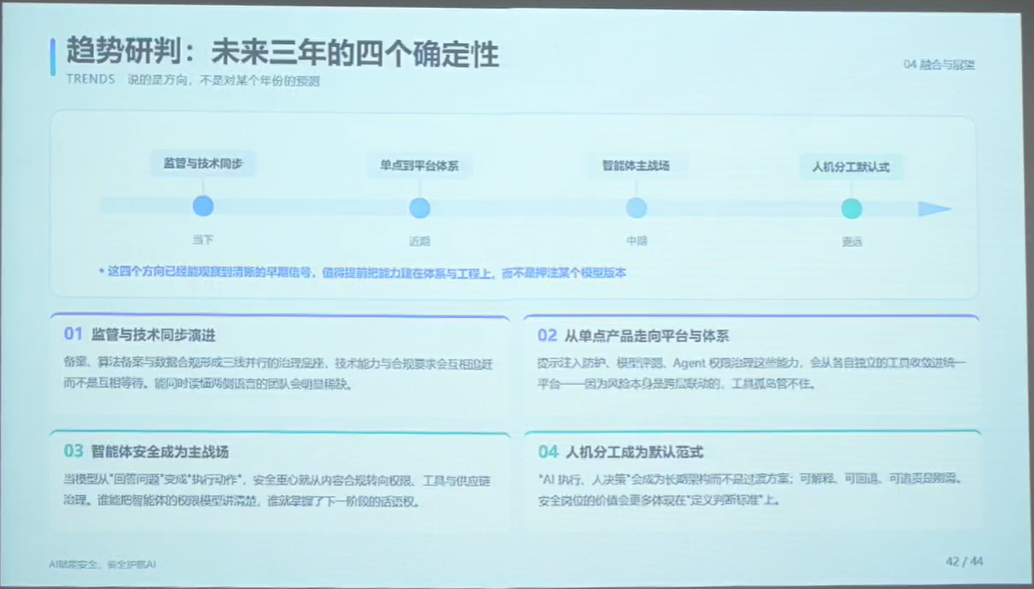 趋势研判：未来三年的四个确定性
TRENDS 说的是方向，不是对某个年份的预测
04 融合与展望
监管与技术同步
单点到平台体系
智能体主战场
人机分工默认式
当下
近期
中期
更远
• 这四个方向已经能观察到清晰的早期信号，值得提前把能力建在体系与工程上，而不是押注某个模型版本
01 监管与技术同步演进
备案、算法备案与数据合规形成三线并行的治理底座，技术能力与合规要求会互相追赶
而不是互相等待。能同时读懂两侧语言的团队会明显稀缺。
02 从单点产品走向平台与体系
提示注入防护、模型评测、Agent 权限治理这些能力，会从各自独立的工具收敛进统一
平台——因为风险本身是跨层联动的，工具孤岛管不住。
03 智能体安全成为主战场
当模型从"回答问题"变成"执行动作"，安全重心就从内容合规转向权限、工具与供应链
治理。谁能把智能体的权限模型讲清楚，谁就掌握了下一阶段的话语权。
04 人机分工成为默认范式
"AI 执行、人决策"会成为长期架构而不是过渡方案；可解释、可回退、可追责是刚需。
安全岗位的价值会更多体现在"定义判断标准"上。
AI赋能安全，安全护航AI
42 / 44